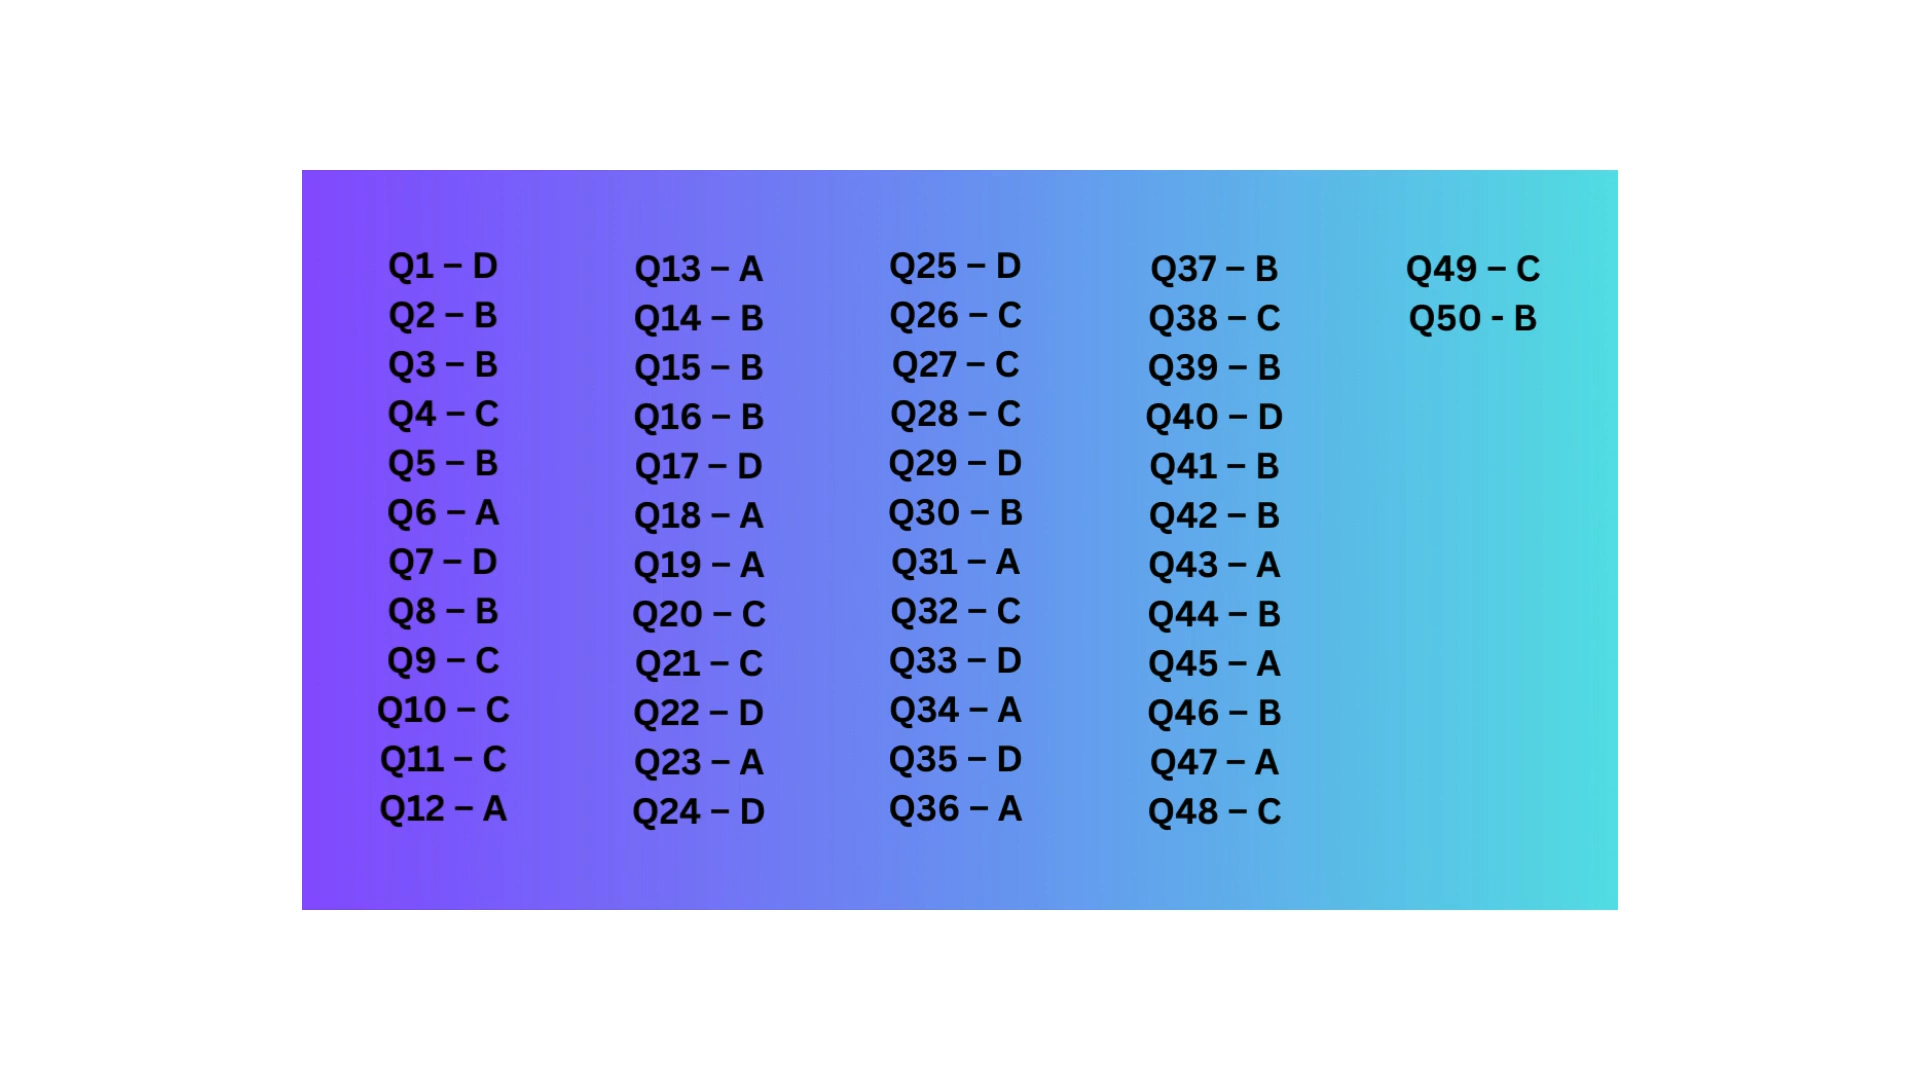 Q1 – D
Q2 – B
Q3 – B
Q4 – C
Q5 – B
Q6 – A
Q7 – D
Q8 – B
Q9 – C
Q10 – C
Q11 – C
Q12 – A
Q13 – A
Q14 – B
Q15 – B
Q16 – B
Q17 – D
Q18 – A
Q19 – A
Q20 – C
Q21 – C
Q22 – D
Q23 – A
Q24 – D
Q25 – D
Q26 – C
Q27 – C
Q28 – C
Q29 – D
Q30 – B
Q31 – A
Q32 – C
Q33 – D
Q34 – A
Q35 – D
Q36 – A
Q37 – B
Q38 – C
Q39 – B
Q40 – D
Q41 – B
Q42 – B
Q43 – A
Q44 – B
Q45 – A
Q46 – B
Q47 – A
Q48 – C
Q49 – C
Q50 - B